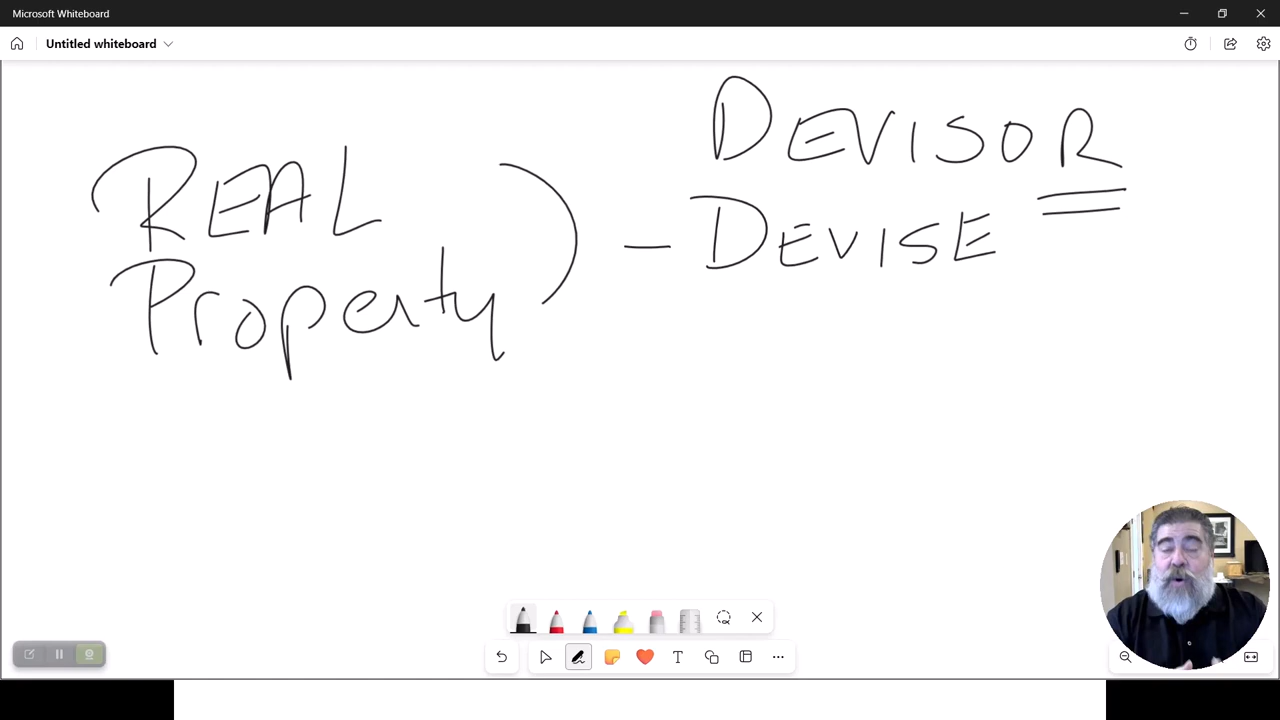 Microsoft Whiteboard
Untitled whiteboard
REAL
Property
DEVISOR
– DEVISE